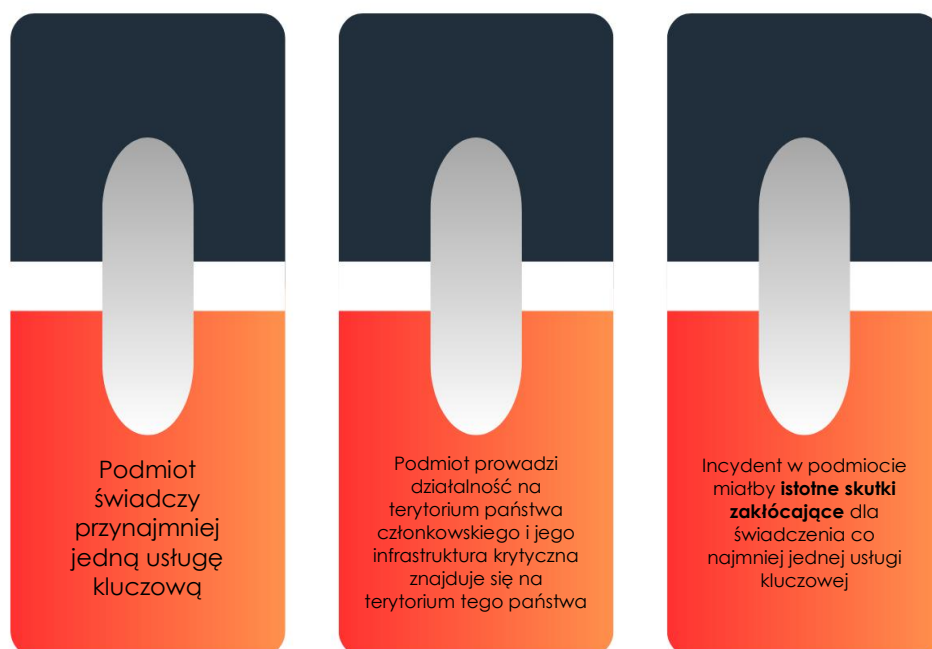 Podmiot
świadczy
przynajmniej
jedną usługę
kluczową
Podmiot prowadzi
działalność na
terytorium państwa
członkowskiego i jego
infrastruktura krytyczna
znajduje się na
terytorium tego państwa
Incydent w podmiocie
miałby istotne skutki
zakłócające dla
świadczenia co
najmniej jednej usługi
kluczowej